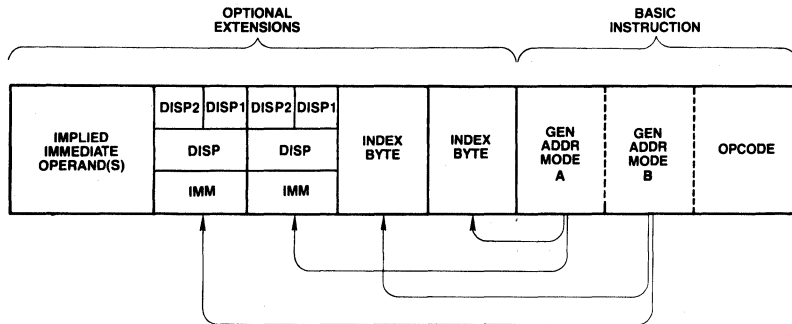 OPTIONAL
EXTENSIONS
BASIC
INSTRUCTION
IMPLIED
IMMEDIATE
OPERAND(S)
DISP2 DISP1 DISP2 DISP1
DISP DISP
IMM IMM
INDEX
BYTE
INDEX
BYTE
GEN
ADDR
MODE
A
GEN
ADDR
MODE
B
OPCODE